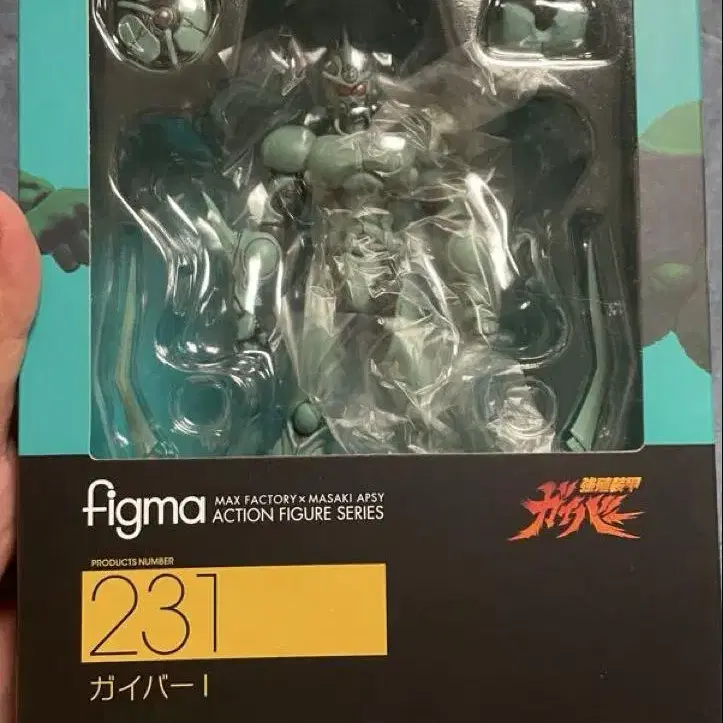 figma
MAX FACTORY × MASAKI APSY
ACTION FIGURE SERIES
強殖装甲
ガイバー
PRODUCTS NUMBER
231
ガイバーI